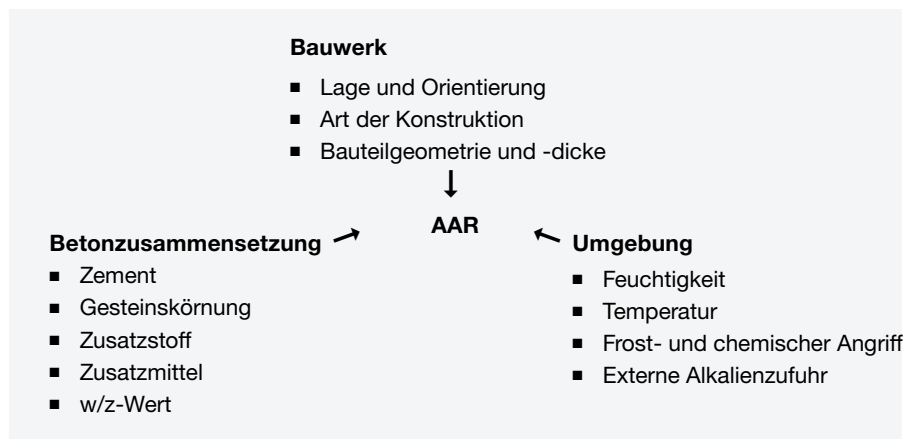 Bauwerk
▪ Lage und Orientierung
▪ Art der Konstruktion
▪ Bauteilgeometrie und -dicke
AAR
Betonzusammensetzung
▪ Zement
▪ Gesteinskörnung
▪ Zusatzstoff
▪ Zusatzmittel
▪ w/z-Wert
Umgebung
▪ Feuchtigkeit
▪ Temperatur
▪ Frost- und chemischer Angriff
▪ Externe Alkalienzufuhr